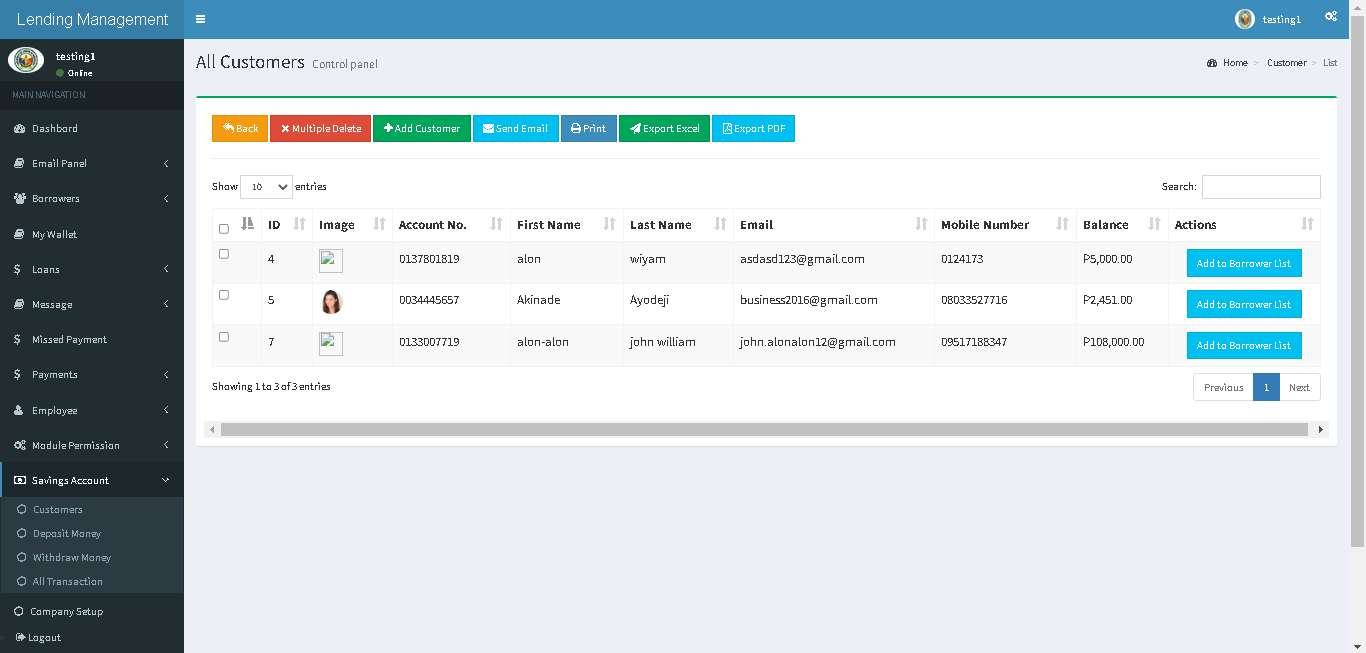 Lending Management
testing1
testing1
Online
MAIN NAVIGATION
Dashbord
Email Panel
Borrowers
My Wallet
Loans
Message
Missed Payment
Payments
Employee
Module Permission
Savings Account
Customers
Deposit Money
Withdraw Money
All Transaction
Company Setup
Logout
All Customers Control panel
Home > Customer > List
Back Multiple Delete Add Customer Send Email Print Export Excel Export PDF
Show 10 entries
Search:
ID Image Account No. First Name Last Name Email Mobile Number Balance Actions
4 0137801819 alon wiyam asdasd123@gmail.com 0124173 ₱5,000.00 Add to Borrower List
5 0034445657 Akinade Ayodeji business2016@gmail.com 08033527716 ₱2,451.00 Add to Borrower List
7 0133007719 alon-alon john william john.alonalon12@gmail.com 09517188347 ₱108,000.00 Add to Borrower List
Showing 1 to 3 of 3 entries
Previous 1 Next